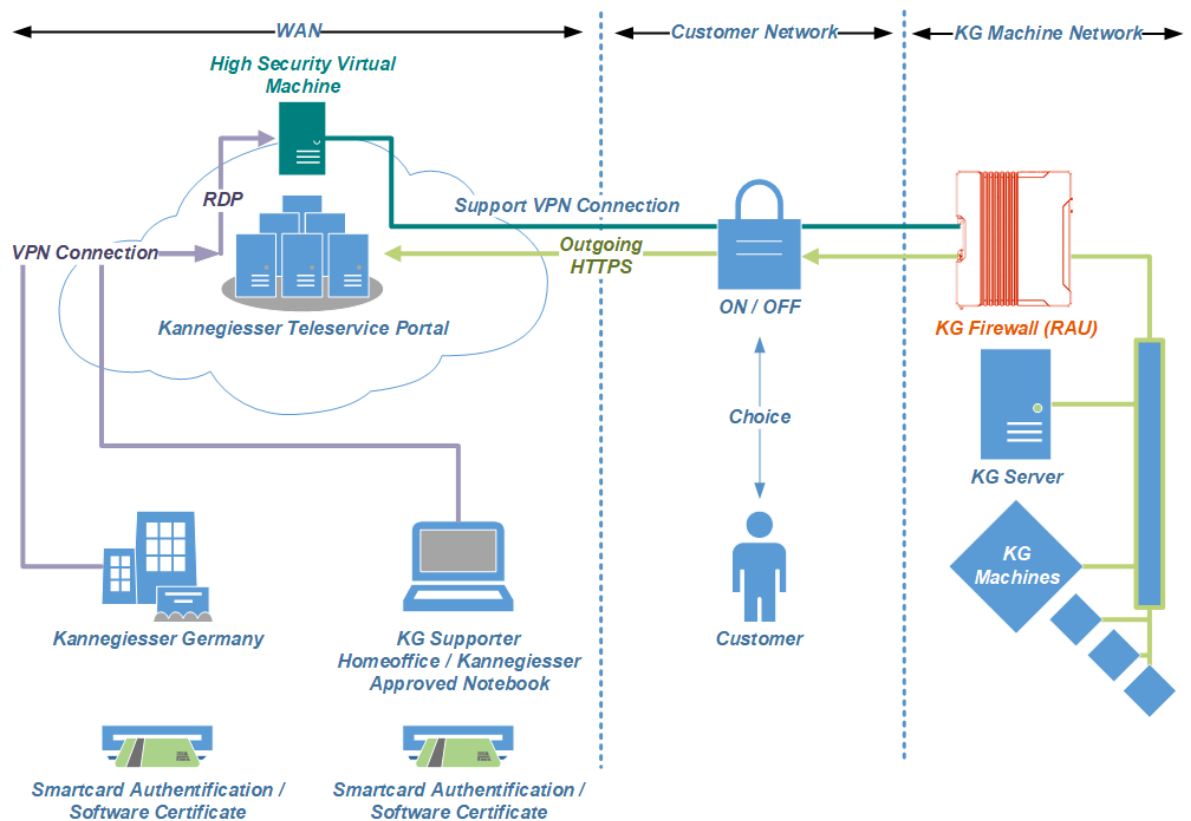 WAN
Customer Network
KG Machine Network
High Security Virtual
Machine
RDP
VPN Connection
Support VPN Connection
Outgoing
HTTPS
Kannegiesser Teleservice Portal
ON / OFF
KG Firewall (RAU)
Choice
KG Server
KG
Machines
Kannegiesser Germany
KG Supporter
Homeoffice / Kannegiesser
Approved Notebook
Customer
Smartcard Authentification /
Software Certificate
Smartcard Authentification /
Software Certificate